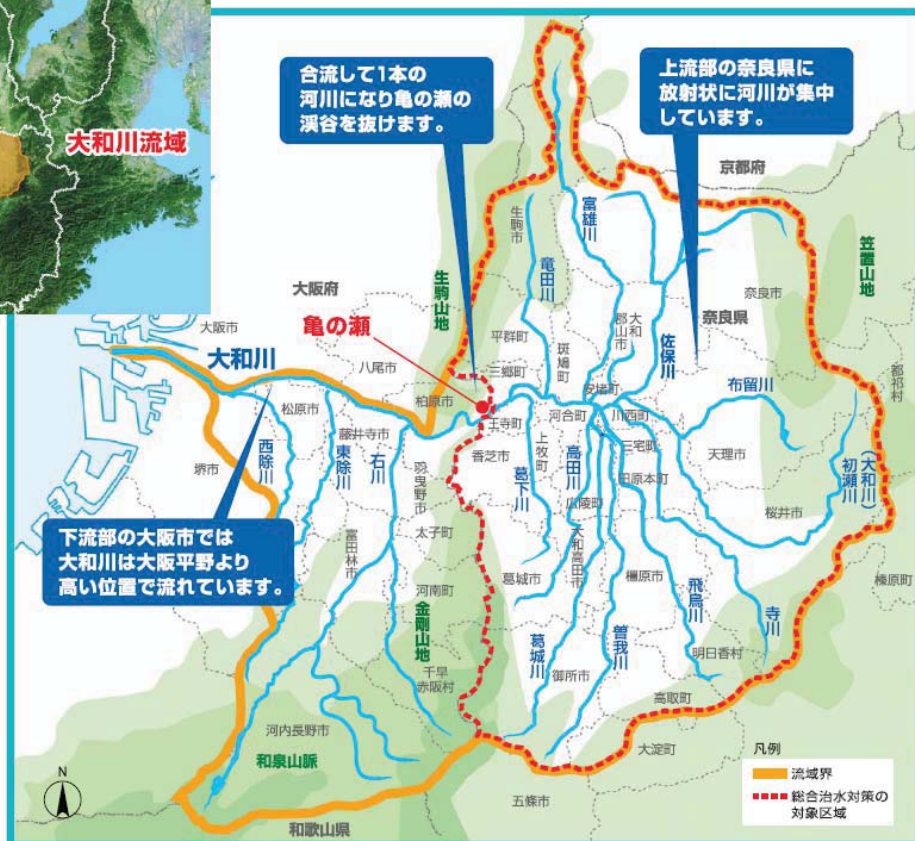 大和川流域
合流して1本の
河川になり亀の瀬の
渓谷を抜けます。
上流部の奈良県に
放射状に河川が集中
しています。
京都府
生駒市
富雄川
竜田川
生駒山地
笠置山地
大阪府
奈良市
奈良県
大阪市
亀の瀬
大和川
八尾市
平群町
斑鳩町
大和
郡山市
佐保川
三郷町
都祁村
柏原市
安堵町
布留川
松原市
王寺町
河合町
川西町
藤井寺市
三宅町
西除川
東除川
石川
羽曳野市
香芝市
上牧町
葛下川
高田川
田原本町
天理市
(大和川)
初瀬川
堺市
広陵町
桜井市
下流部の大阪市では
大和川は大阪平野より
高い位置で流れています。
富田林市
太子町
大和高田市
河南町
葛城市
橿原市
榛原町
金剛山地
飛鳥川
寺川
葛城川
曽我川
明日香村
千早
赤阪村
御所市
高取町
河内長野市
和泉山脈
大淀町
凡例
流域界
総合治水対策の
対象区域
五條市
和歌山県
N